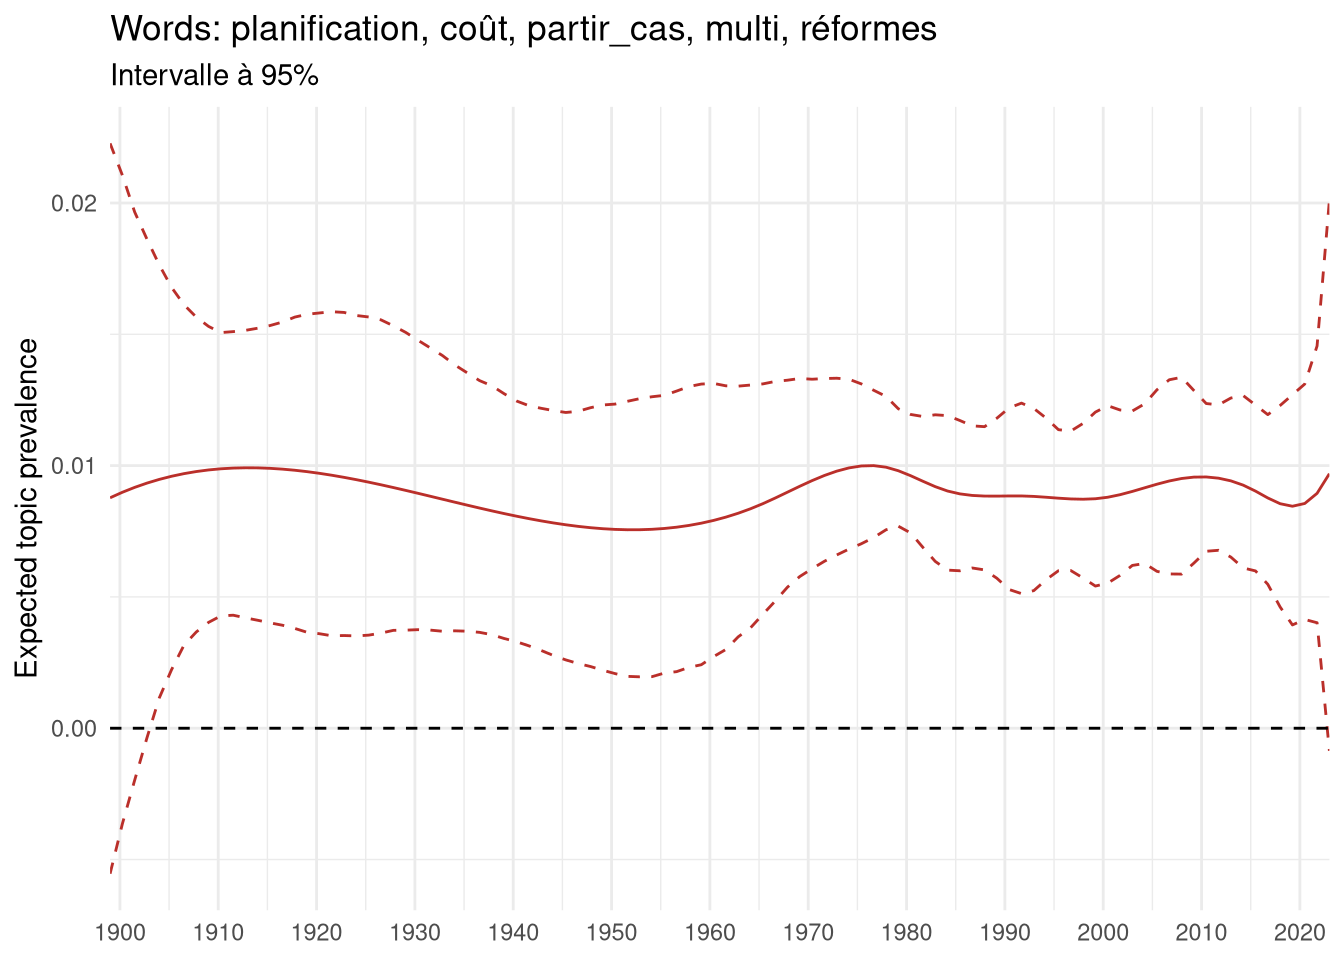 Words: planification, coût, partir_cas, multi, réformes
Intervalle à 95%
Expected topic prevalence
0.02
0.01
0.00
1900 1910 1920 1930 1940 1950 1960 1970 1980 1990 2000 2010 2020